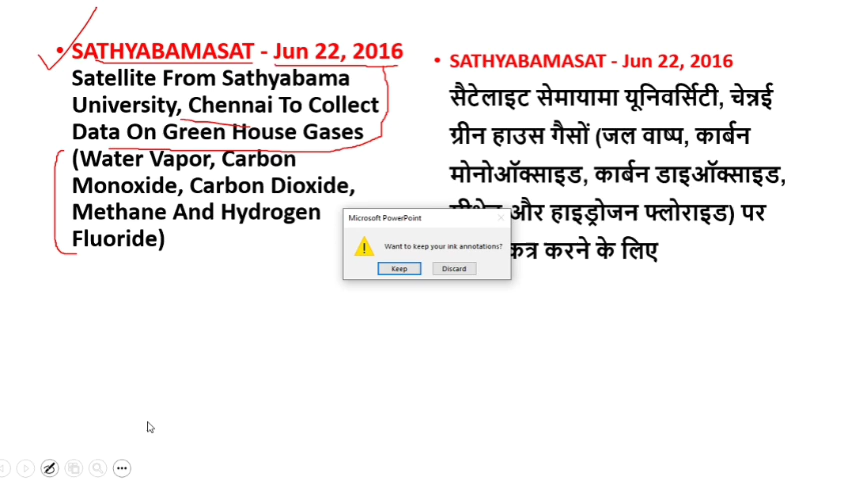 • SATHYABAMASAT - Jun 22, 2016
Satellite From Sathyabama
University, Chennai To Collect
Data On Green House Gases
(Water Vapor, Carbon
Monoxide, Carbon Dioxide,
Methane And Hydrogen
Fluoride)
• SATHYABAMASAT - Jun 22, 2016
सैटेलाइट सेमायामा यूनिवर्सिटी, चेन्नई
ग्रीन हाउस गैसों (जल वाष्प, कार्बन
मोनोऑक्साइड, कार्बन डाइऑक्साइड,
और हाइड्रोजन फ्लोराइड) पर
करने के लिए
Microsoft PowerPoint
Want to keep your ink annotations?
Keep
Discard